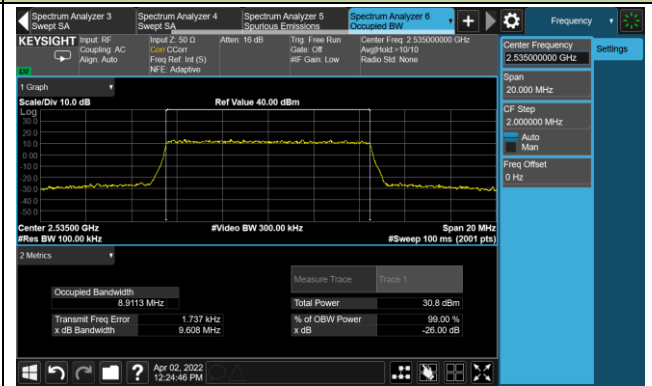 Spectrum Analyzer 3
Swept SA
Spectrum Analyzer 4
Swept SA
Spectrum Analyzer 5
Spurious Emissions
Spectrum Analyzer 6
Occupied BW
Frequency
KEYSIGHT
Input: RF
Coupling: AC
Align: Auto
Input Z: 50 Ω
Corr CCorr
Freq Ref: Int (S)
NFE: Adaptive
Atten: 16 dB
Trig: Free Run
Gate: Off
#IF Gain: Low
Center Freq: 2.535000000 GHz
Avg|Hold:>10/10
Radio Std: None
Center Frequency
2.535000000 GHz
Settings
Span
20.000 MHz
CF Step
2.000000 MHz
Auto
Man
Freq Offset
0 Hz
1 Graph
Scale/Div 10.0 dB
Ref Value 40.00 dBm
Log
30.0
20.0
10.0
0.00
-10.0
-20.0
-30.0
-40.0
-50.0
Center 2.53500 GHz
#Video BW 300.00 kHz
Span 20 MHz
#Res BW 100.00 kHz
#Sweep 100 ms (2001 pts)
2 Metrics
Measure Trace
Trace 1
Occupied Bandwidth
8.9113 MHz
Total Power
30.8 dBm
Transmit Freq Error
1.737 kHz
% of OBW Power
99.00 %
x dB Bandwidth
9.608 MHz
x dB
-26.00 dB
Apr 02, 2022
12:24:46 PM